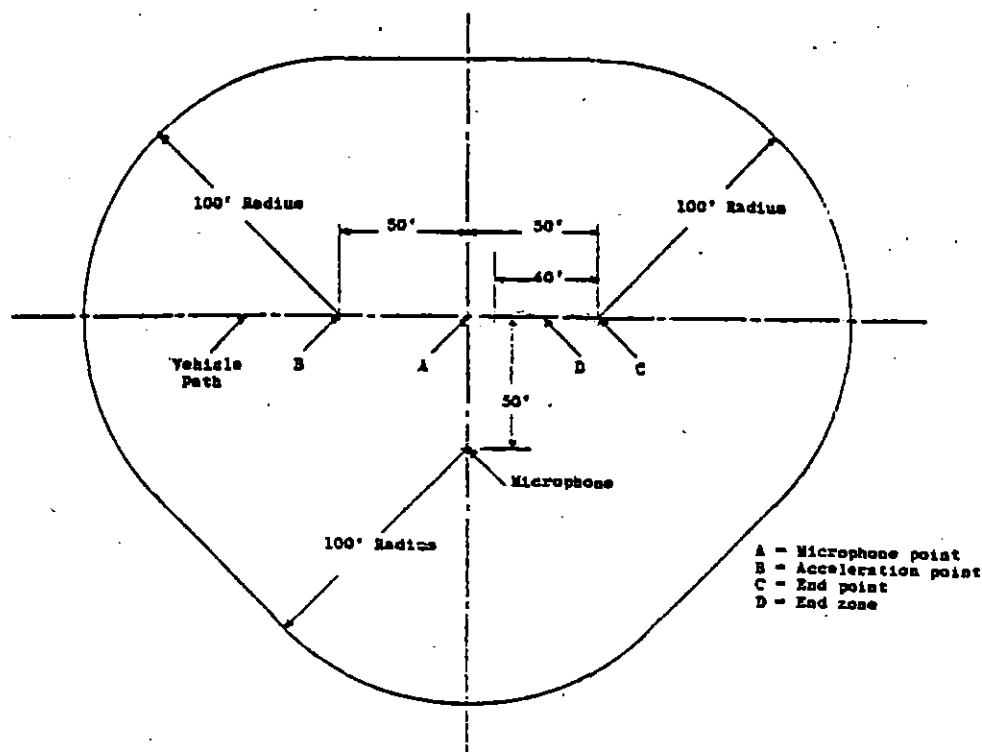 100' Radius
100' Radius
50'
50'
40'
Vehicle
Path
B
A
D
C
50'
Microphone
100' Radius
A = Microphone point
B = Acceleration point
C = End point
D = End zone